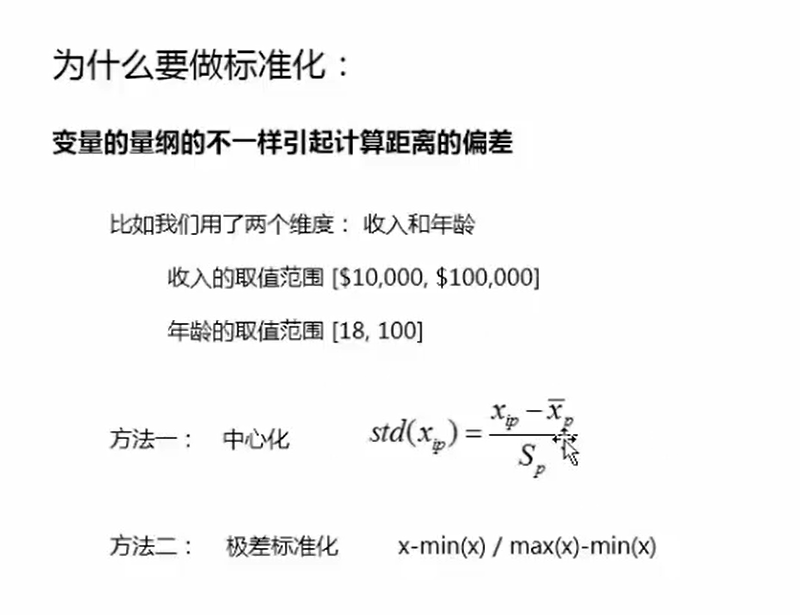 为什么要做标准化：
变量的量纲的不一样引起计算距离的偏差
比如我们用了两个维度： 收入和年龄
收入的取值范围 [$10,000, $100,000]
年龄的取值范围 [18, 100]
方法一： 中心化 std(x_{ip}) = \frac{x_{ip} - \overline{x}_p}{S_p}
方法二： 极差标准化 x-min(x) / max(x)-min(x)